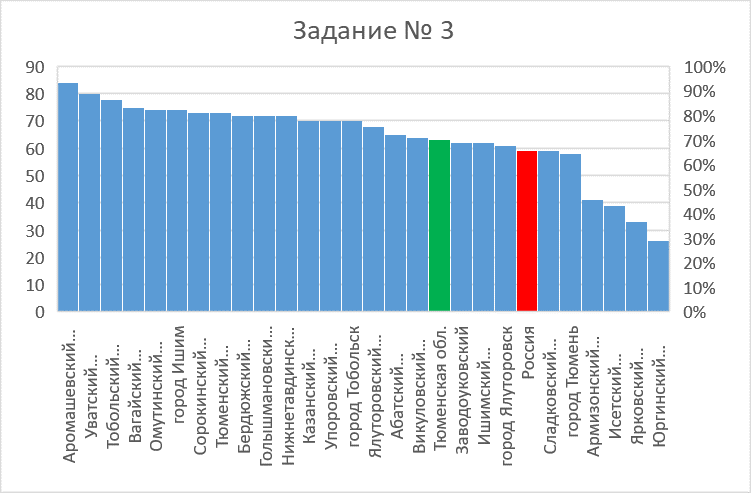 Задание № 3
90
80
70
60
50
40
30
20
10
0
100%
90%
80%
70%
60%
50%
40%
30%
20%
10%
0%
Аромашевский…
Уватский…
Тобольский…
Вагайский…
Омутинский…
город Ишим
Сорокинский…
Тюменский…
Бердюжский…
Голышмановски…
Нижнетавдинск…
Казанский…
Упоровский…
город Тобольск
Ялуторовский…
Абатский…
Викуловский…
Тюменская обл.
Заводоуковский
Ишимский…
город Ялуторовск
Россия
Сладковский…
город Тюмень
Армизонский…
Исетский…
Ярковский…
Юргинский…